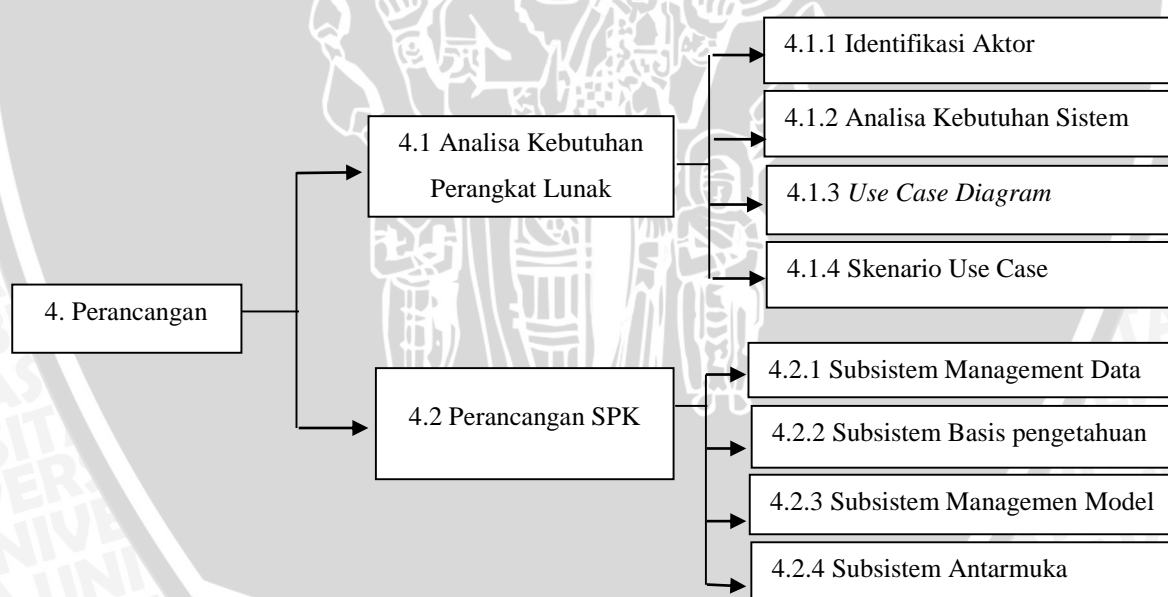 4. Perancangan
4.1 Analisa Kebutuhan
Perangkat Lunak
4.1.1 Identifikasi Aktor
4.1.2 Analisa Kebutuhan Sistem
4.1.3 Use Case Diagram
4.1.4 Skenario Use Case
4.2 Perancangan SPK
4.2.1 Subsistem Management Data
4.2.2 Subsistem Basis pengetahuan
4.2.3 Subsistem Managemen Model
4.2.4 Subsistem Antarmuka